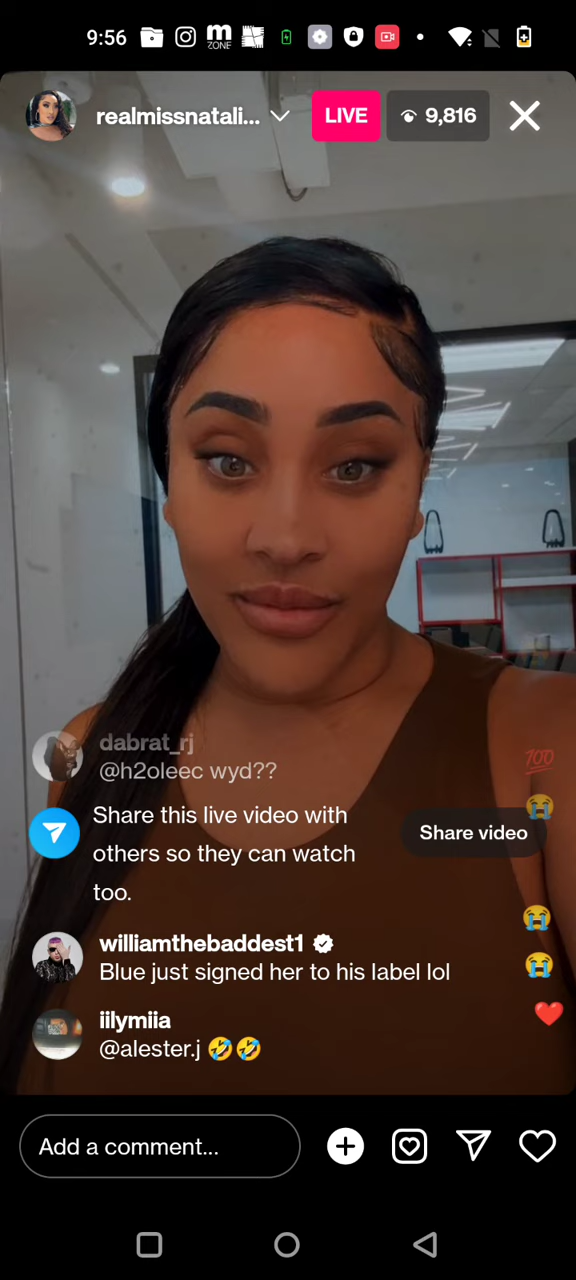 9:56
m
ZONE
realmissnatali...
LIVE
9,816
dabrat_rj
@h2oleec wyd??
Share this live video with
others so they can watch
too.
Share video
williamthebaddest1
Blue just signed her to his label lol
iilymiia
@alester.j 🤣🤣
Add a comment...